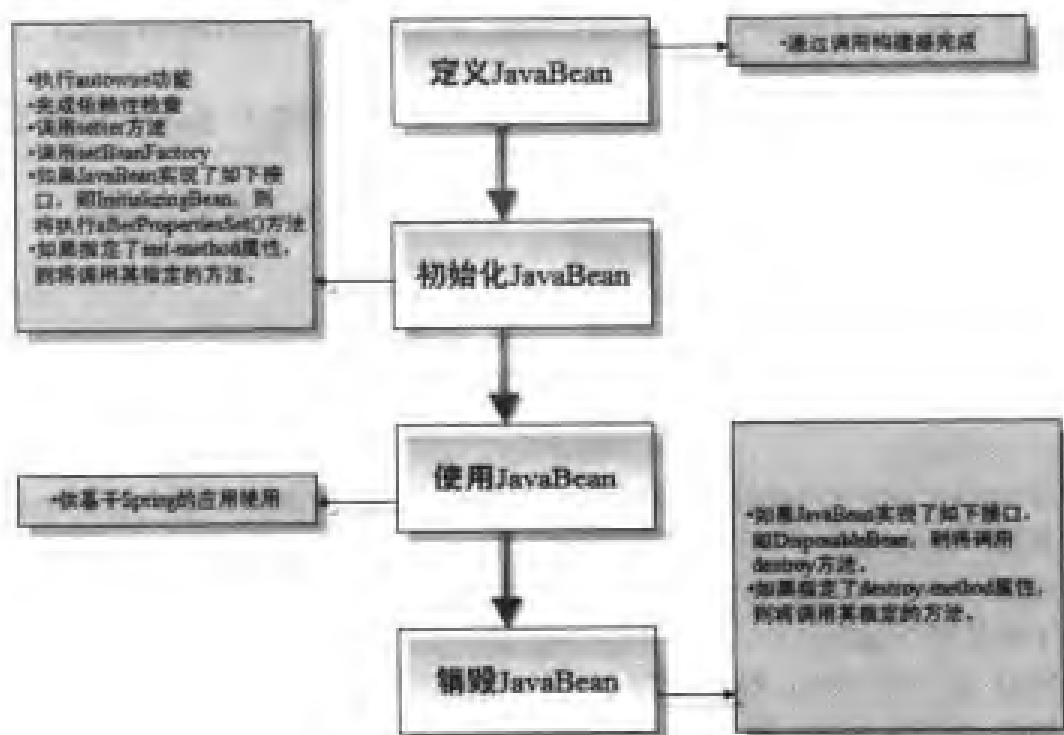 定义JavaBean
•通过调用构建器完成
•执行autowire功能
•完成依赖性检查
•调用setter方法
•调用setBeanFactory
•如果JavaBean实现了如下接
口，即InitializingBean，则
将执行afterPropertiesSet()方法
•如果指定了init-method属性，
则将调用其指定的方法。
初始化JavaBean
使用JavaBean
•供基于Spring的应用使用
•如果JavaBean实现了如下接口，
即DisposableBean，则将调用
destroy方法。
•如果指定了destroy-method属性，
则将调用其指定的方法。
销毁JavaBean